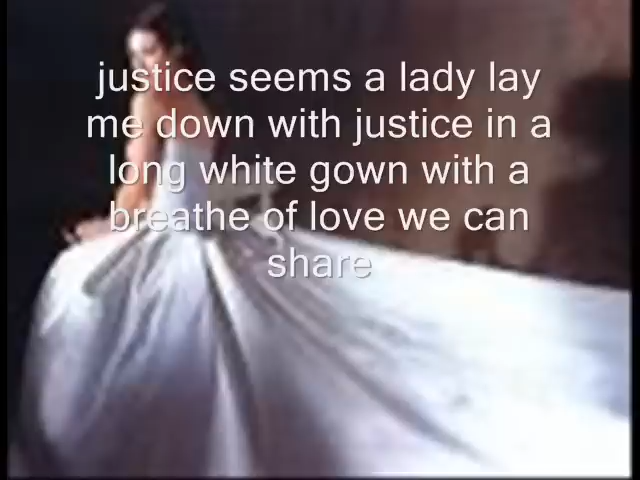 justice seems a lady lay
me down with justice in a
long white gown with a
breathe of love we can
share